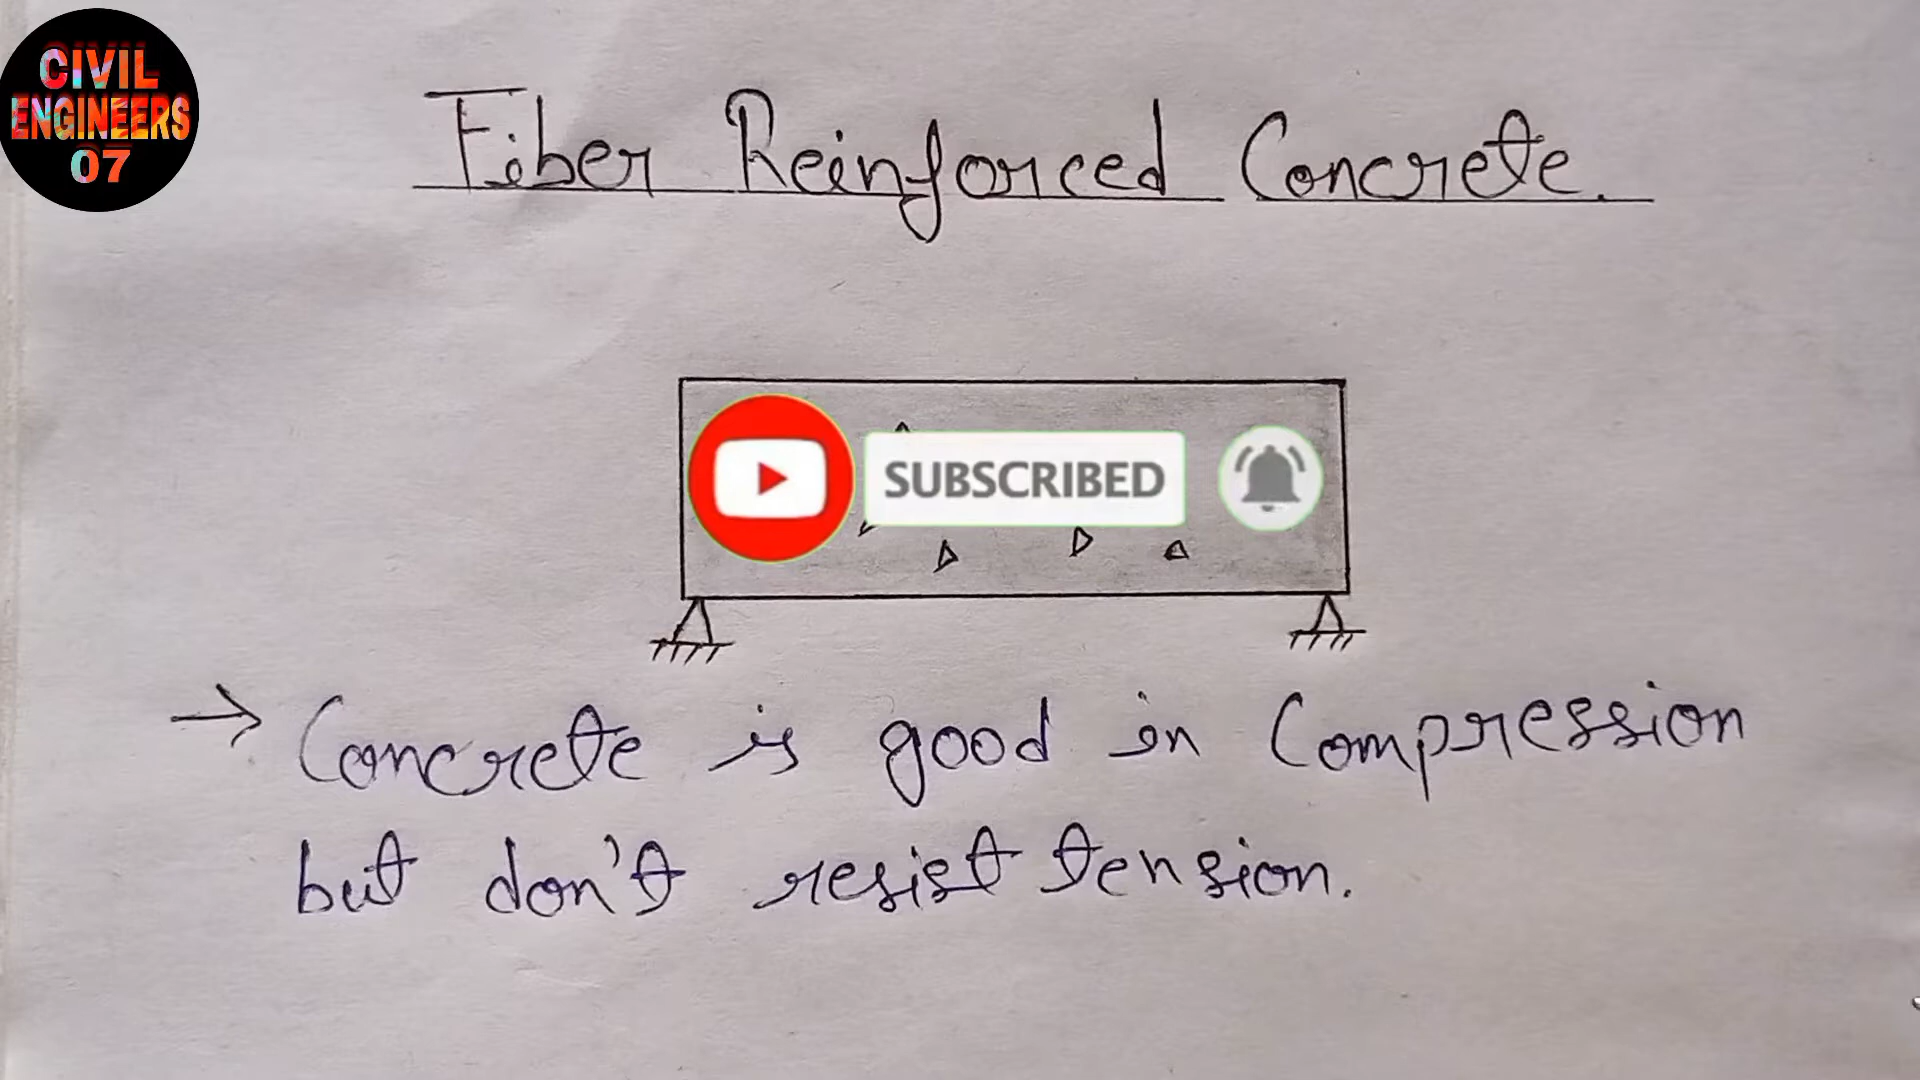 CIVIL
ENGINEERS
07
Fiber Reinforced Concrete.
SUBSCRIBED
→ Concrete is good in Compression
but don't resist tension.